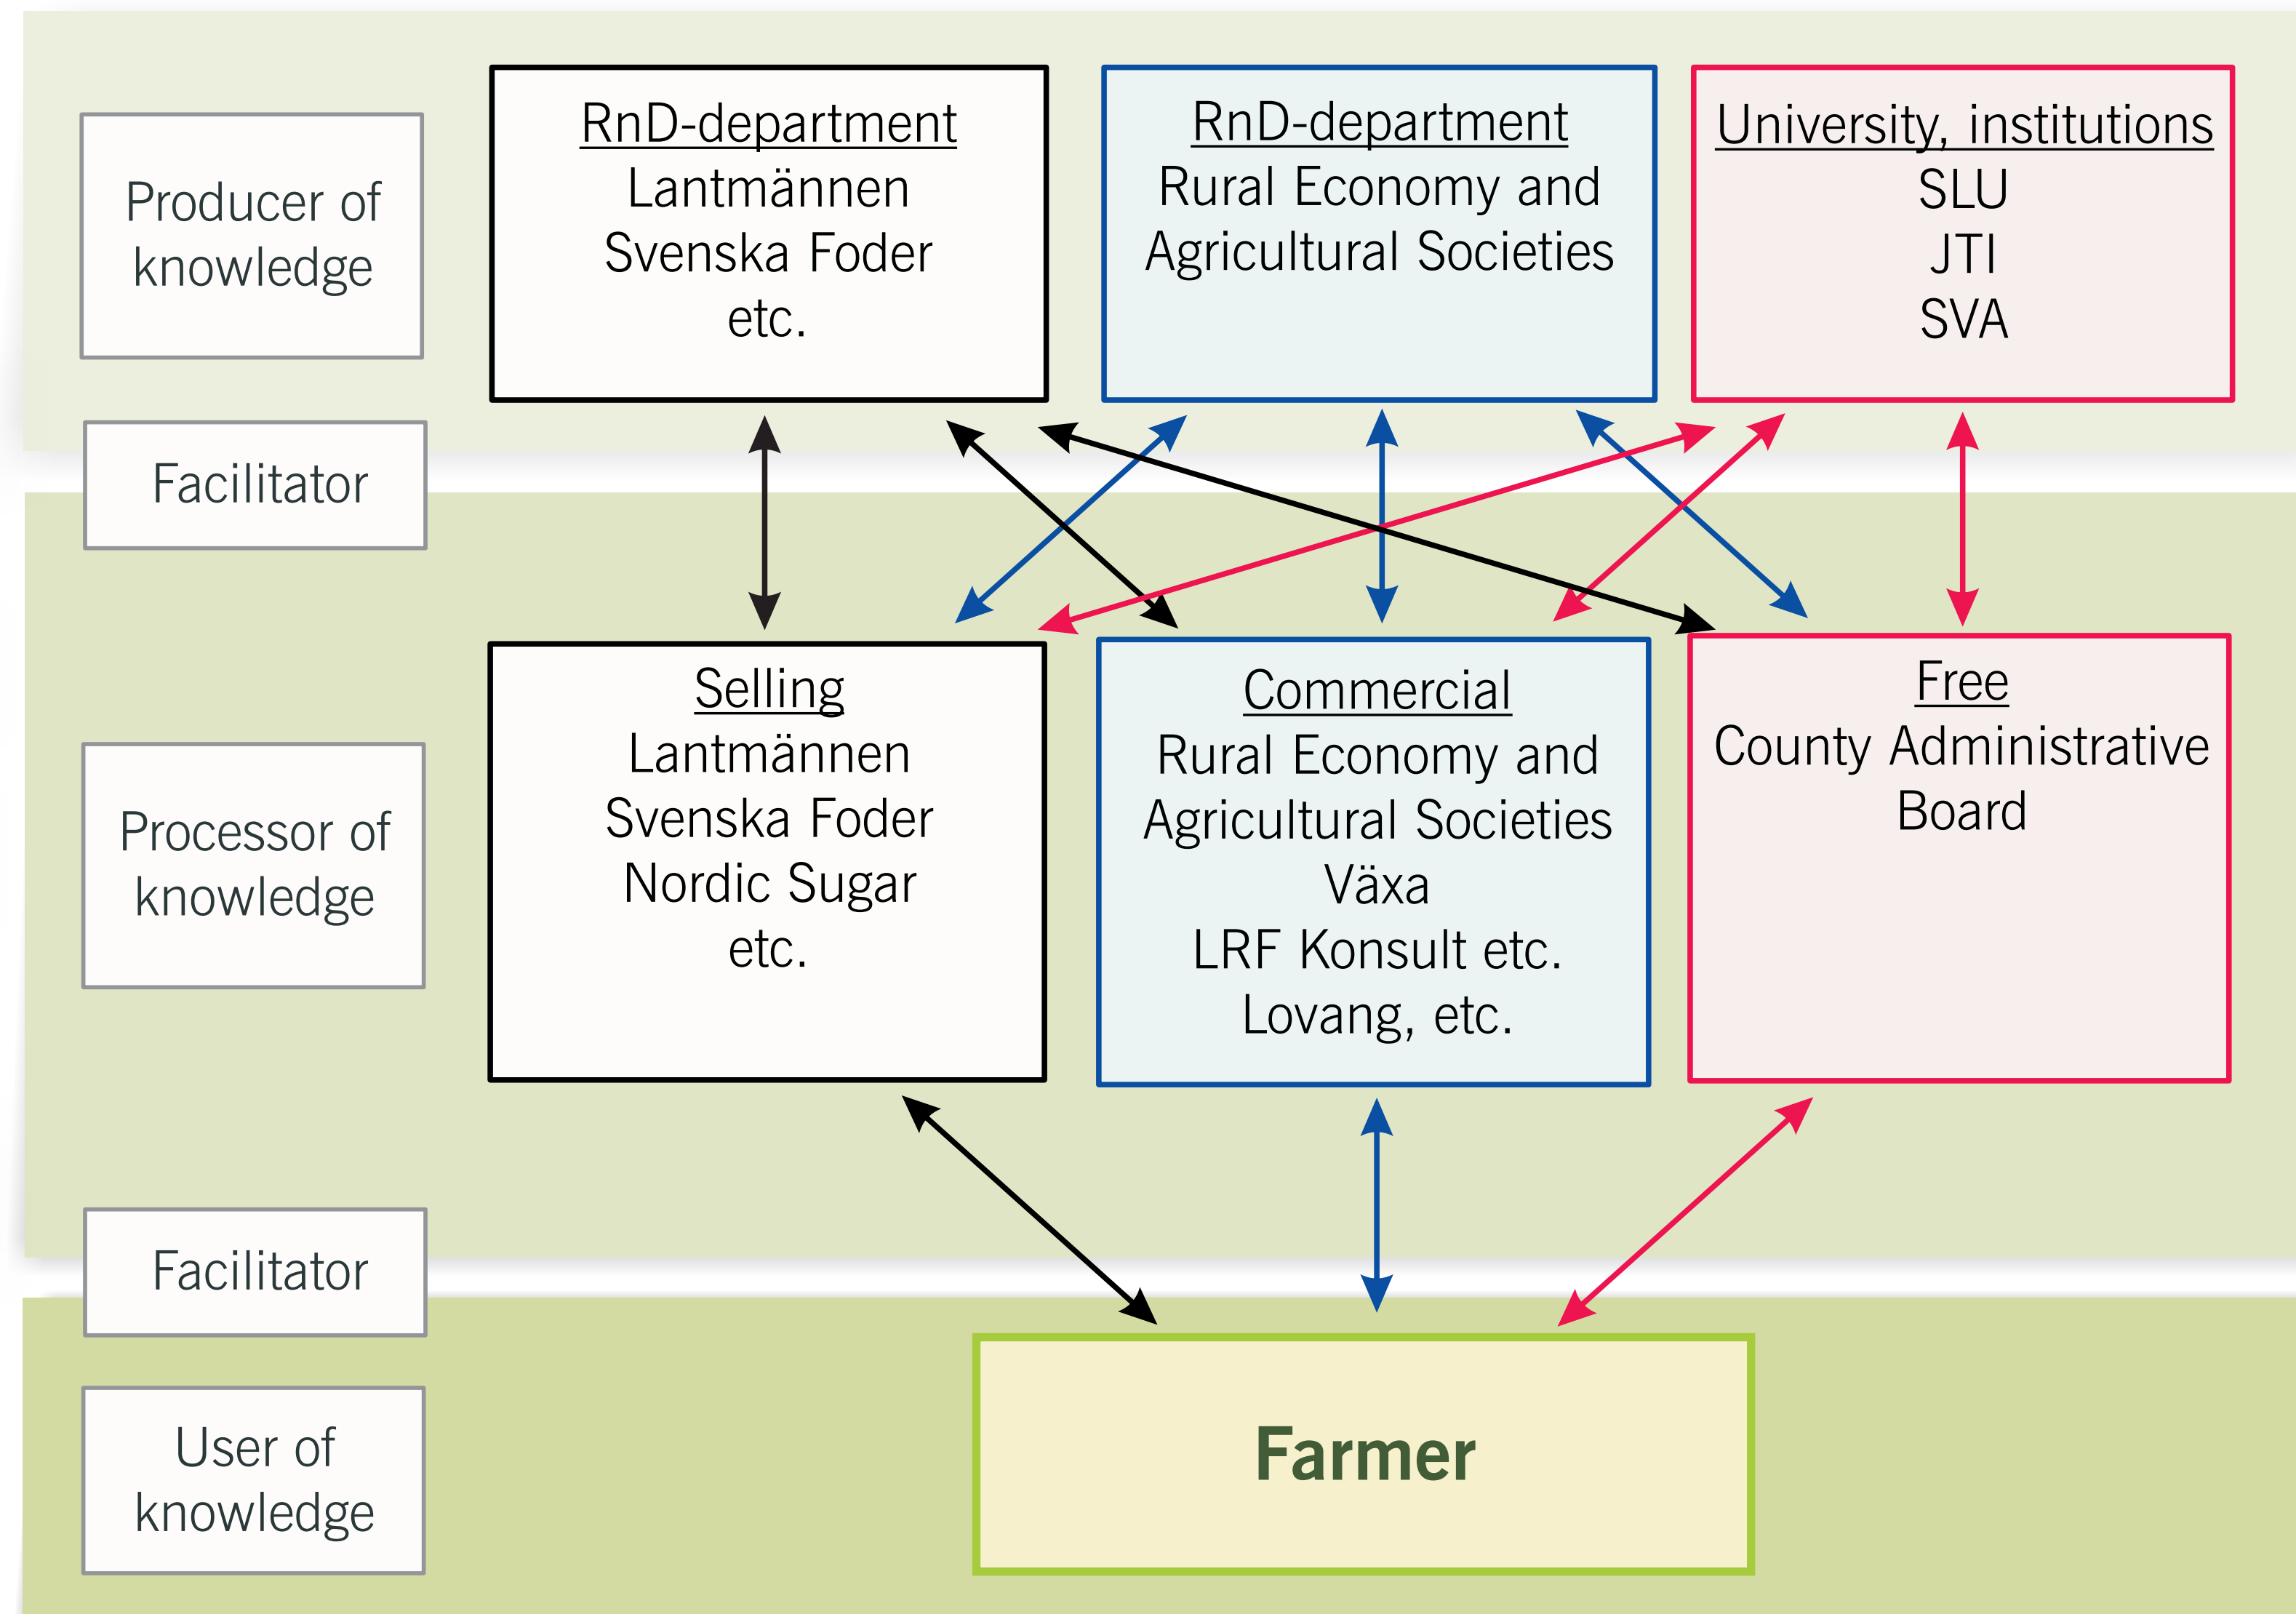 Producer of
knowledge
RnD-department
Lantmännen
Svenska Foder
etc.
RnD-department
Rural Economy and
Agricultural Societies
University, institutions
SLU
JTI
SVA
Facilitator
Processor of
knowledge
Selling
Lantmännen
Svenska Foder
Nordic Sugar
etc.
Commercial
Rural Economy and
Agricultural Societies
Växa
LRF Konsult etc.
Lovang, etc.
Free
County Administrative
Board
Facilitator
User of
knowledge
Farmer